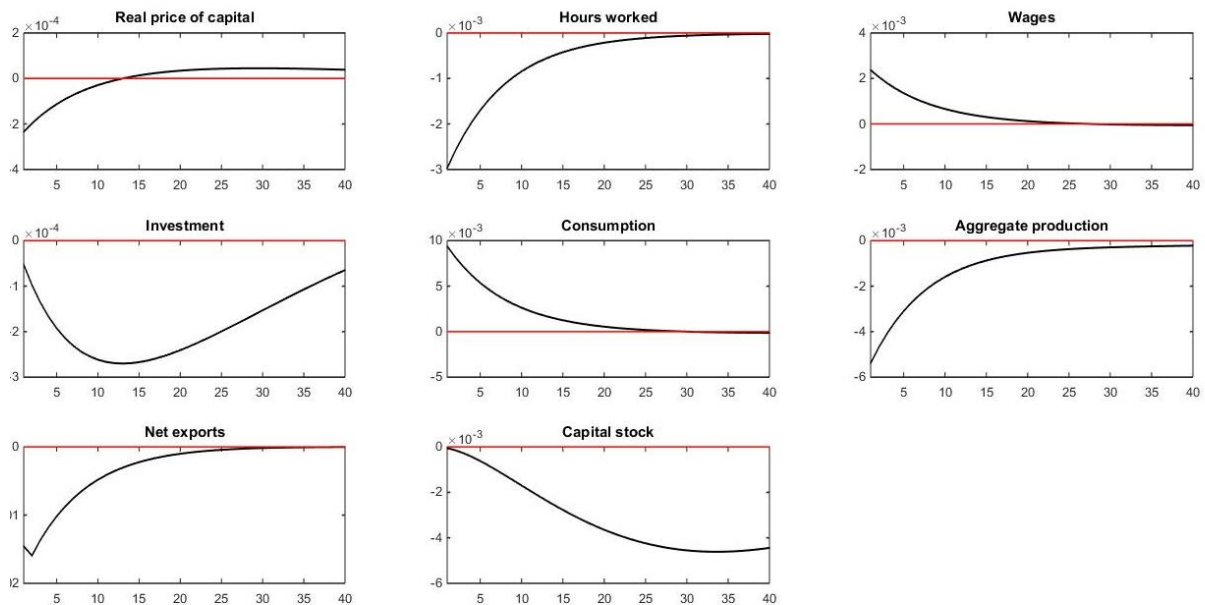 Real price of capital
2 ×10^-4
0
-2
-4
5 10 15 20 25 30 35 40
Hours worked
0 ×10^-3
-1
-2
-3
5 10 15 20 25 30 35 40
Wages
4 ×10^-3
2
0
-2
5 10 15 20 25 30 35 40
Investment
0 ×10^-4
-1
-2
-3
5 10 15 20 25 30 35 40
Consumption
10 ×10^-3
5
0
-5
5 10 15 20 25 30 35 40
Aggregate production
0 ×10^-3
-2
-4
-6
5 10 15 20 25 30 35 40
Net exports
0
5 10 15 20 25 30 35 40
Capital stock
0 ×10^-3
-2
-4
-6
5 10 15 20 25 30 35 40